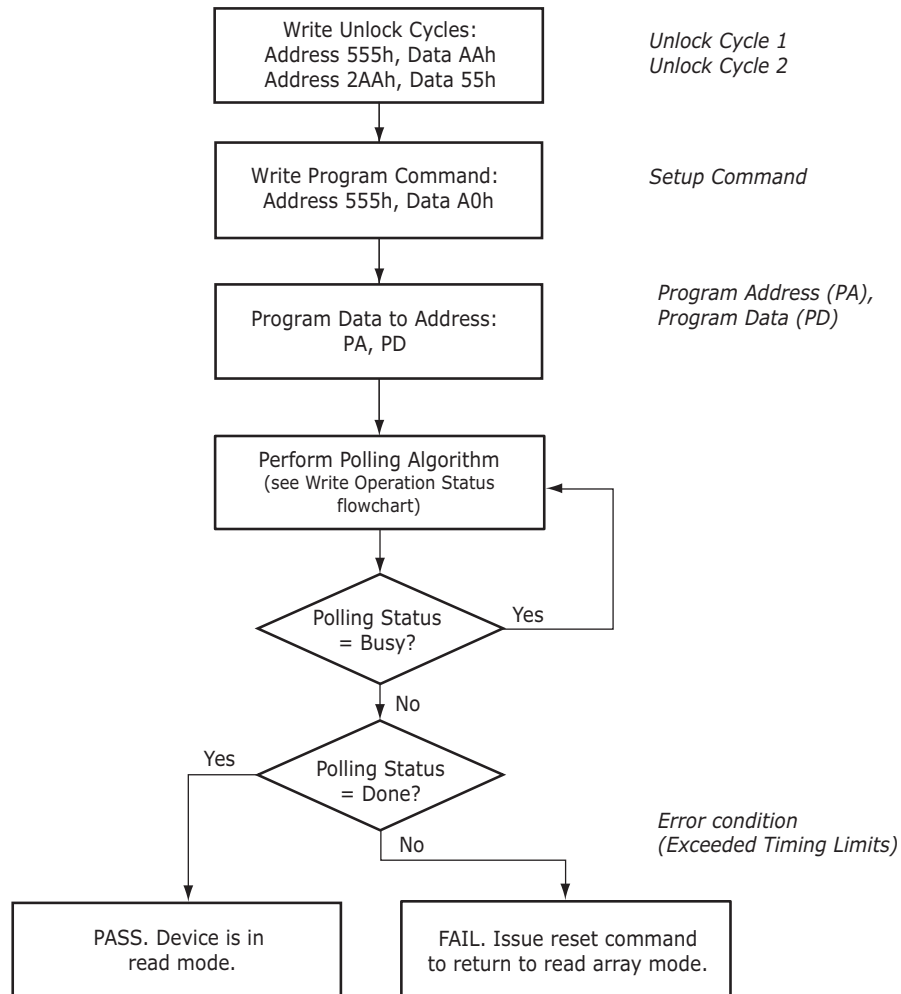 Write Unlock Cycles:
Address 555h, Data AAh
Address 2AAh, Data 55h
Unlock Cycle 1
Unlock Cycle 2
Write Program Command:
Address 555h, Data A0h
Setup Command
Program Data to Address:
PA, PD
Program Address (PA),
Program Data (PD)
Perform Polling Algorithm
(see Write Operation Status
flowchart)
Polling Status
= Busy?
Yes
No
Polling Status
= Done?
Yes
No
Error condition
(Exceeded Timing Limits)
PASS. Device is in
read mode.
FAIL. Issue reset command
to return to read array mode.